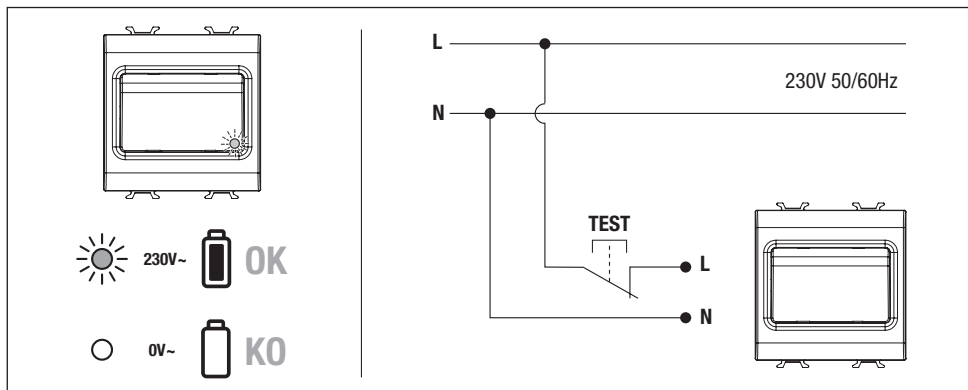 230V~ OK
0V~ KO
L
230V 50/60Hz
N
TEST
L
N